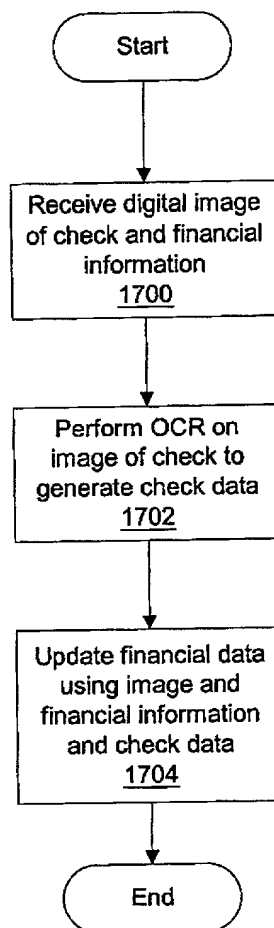 Start
Receive digital image
of check and financial
information
1700
Perform OCR on
image of check to
generate check data
1702
Update financial data
using image and
financial information
and check data
1704
End